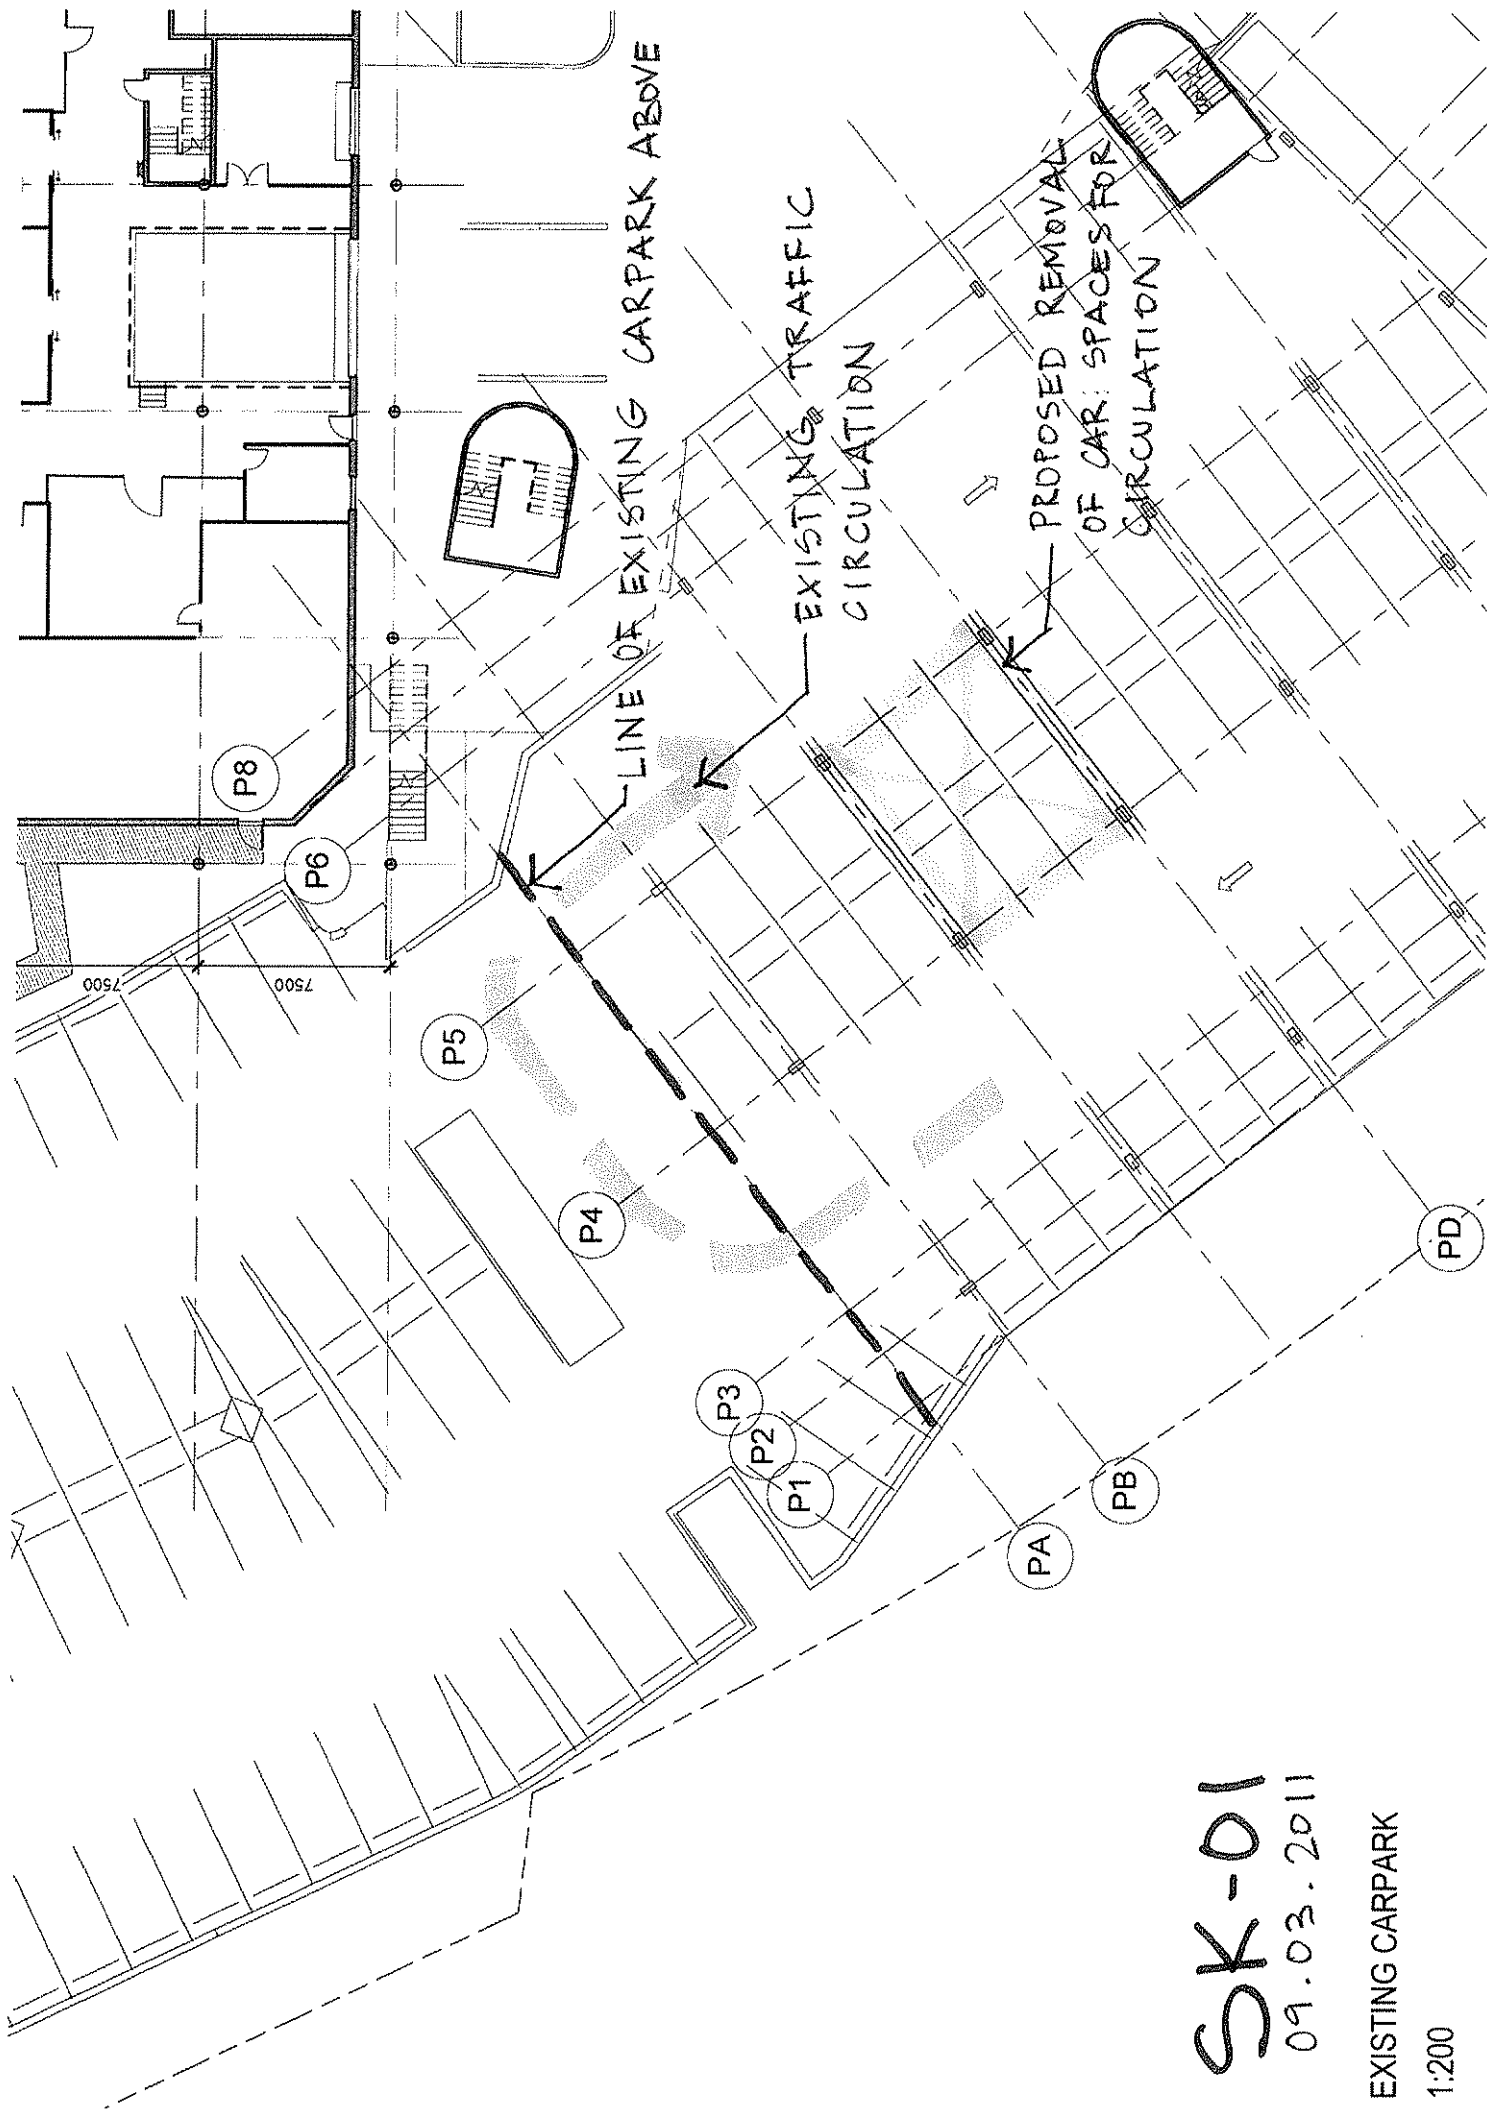 LINE OF EXISTING CARPARK ABOVE
EXISTING TRAFFIC
CIRCULATION
PROPOSED REMOVAL
OF CAR SPACES FOR
CIRCULATION
P8
P6
P5
P4
P3
P2
P1
PA
PB
PD
7500
7500
SK-01
09.03.2011
EXISTING CARPARK
1:200